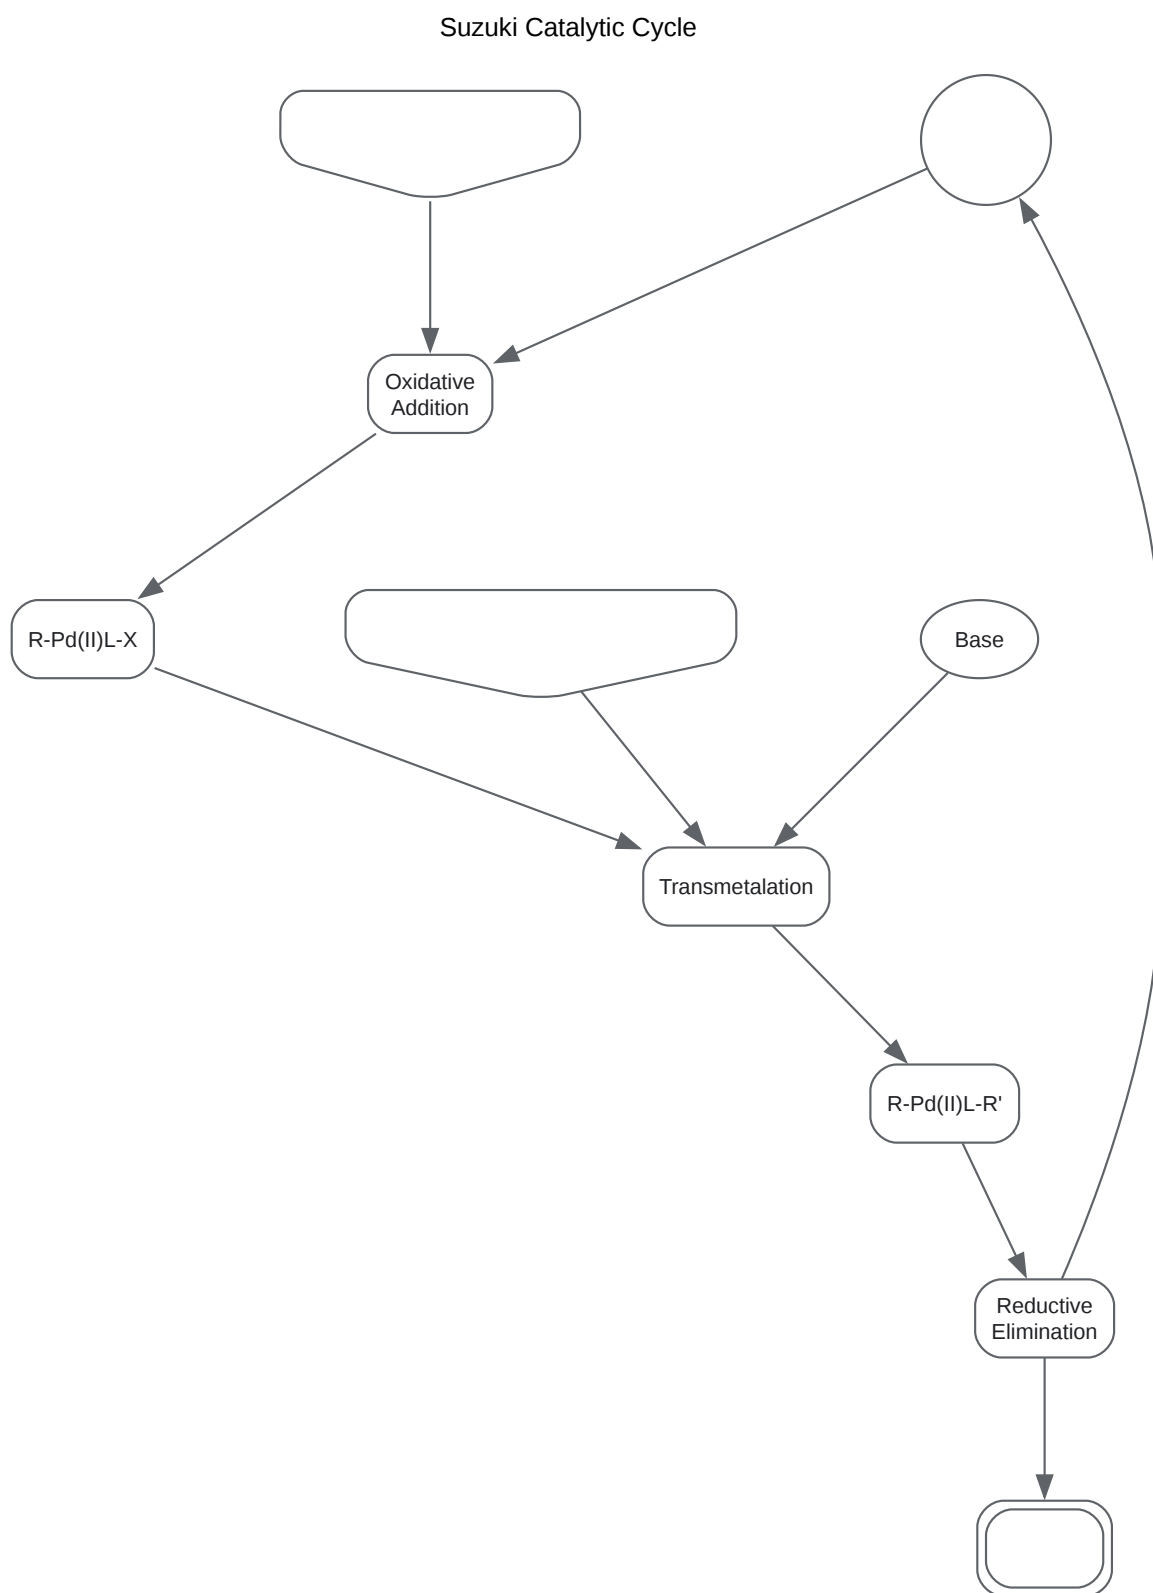 Suzuki Catalytic Cycle
Oxidative
Addition
R-Pd(II)L-X
Base
Transmetalation
R-Pd(II)L-R'
Reductive
Elimination